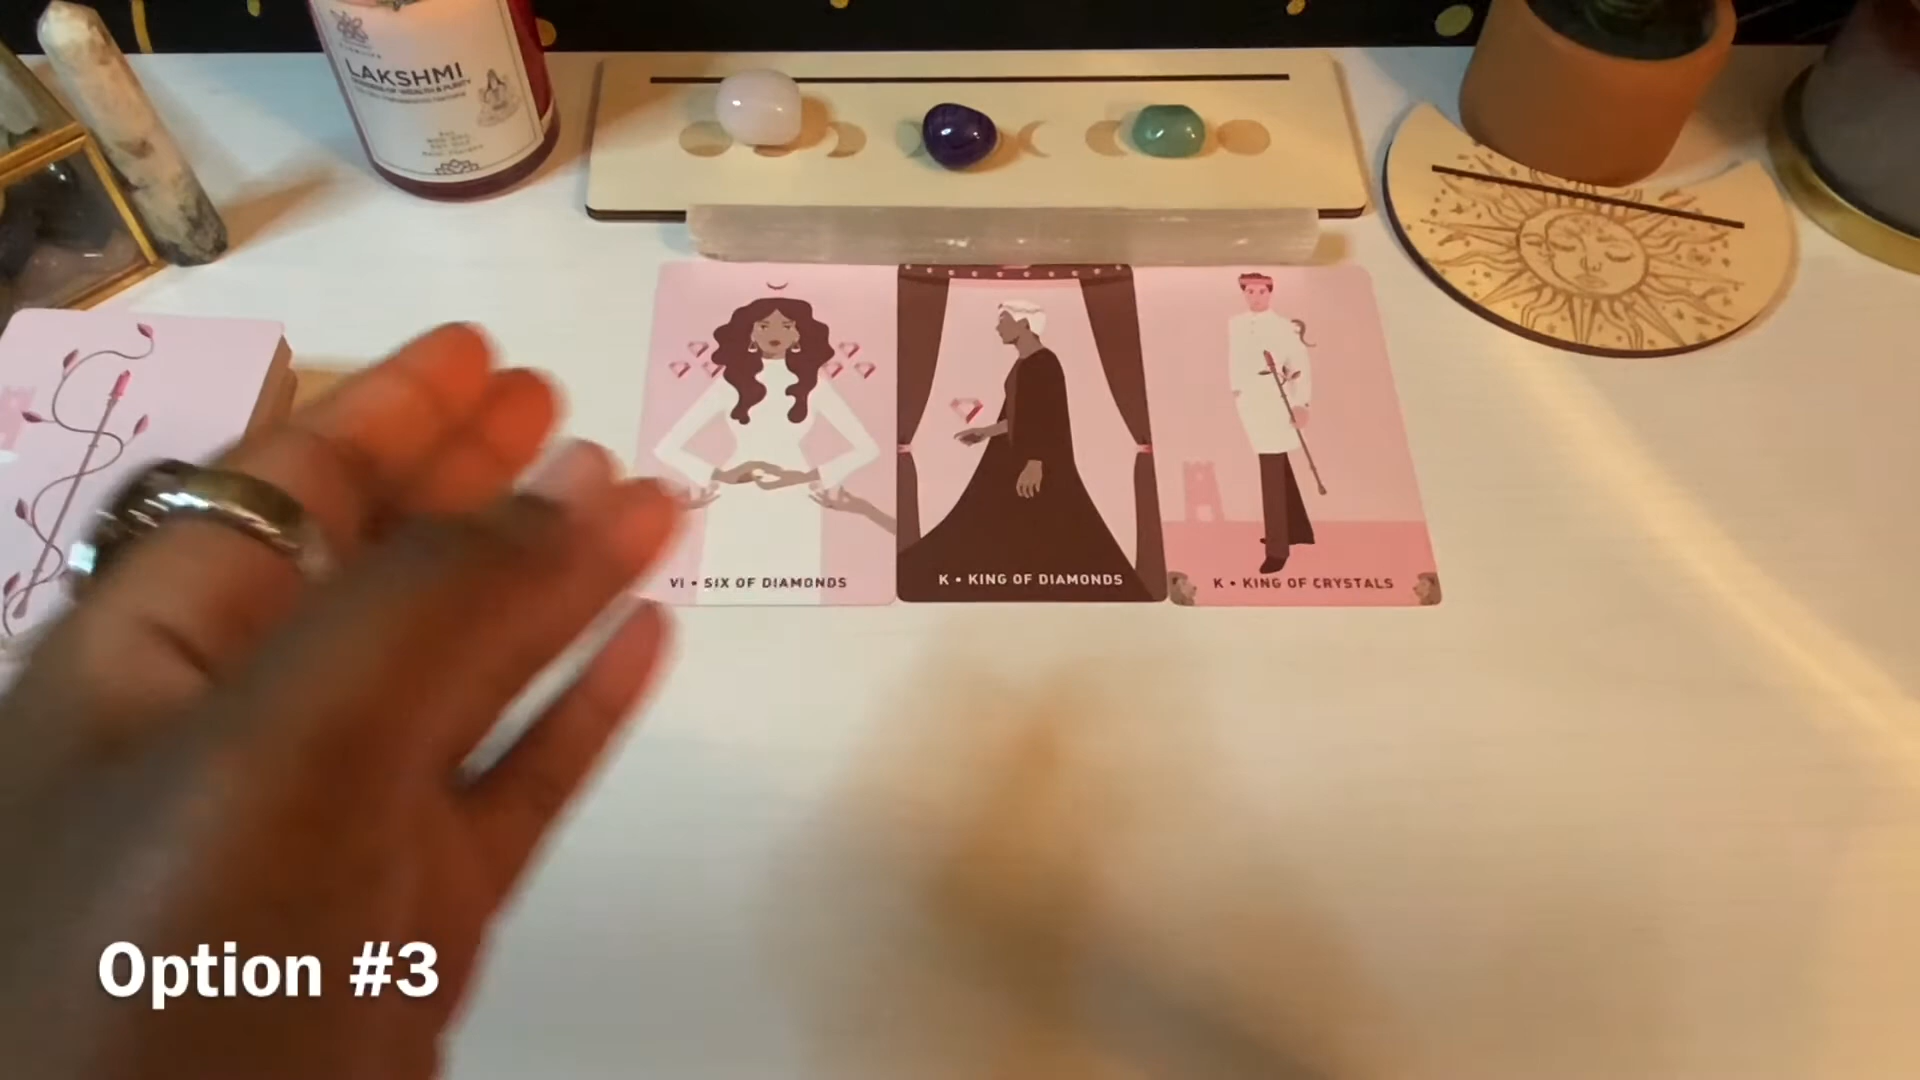 LAKSHMI
VI • SIX OF DIAMONDS
K • KING OF DIAMONDS
K • KING OF CRYSTALS
Option #3